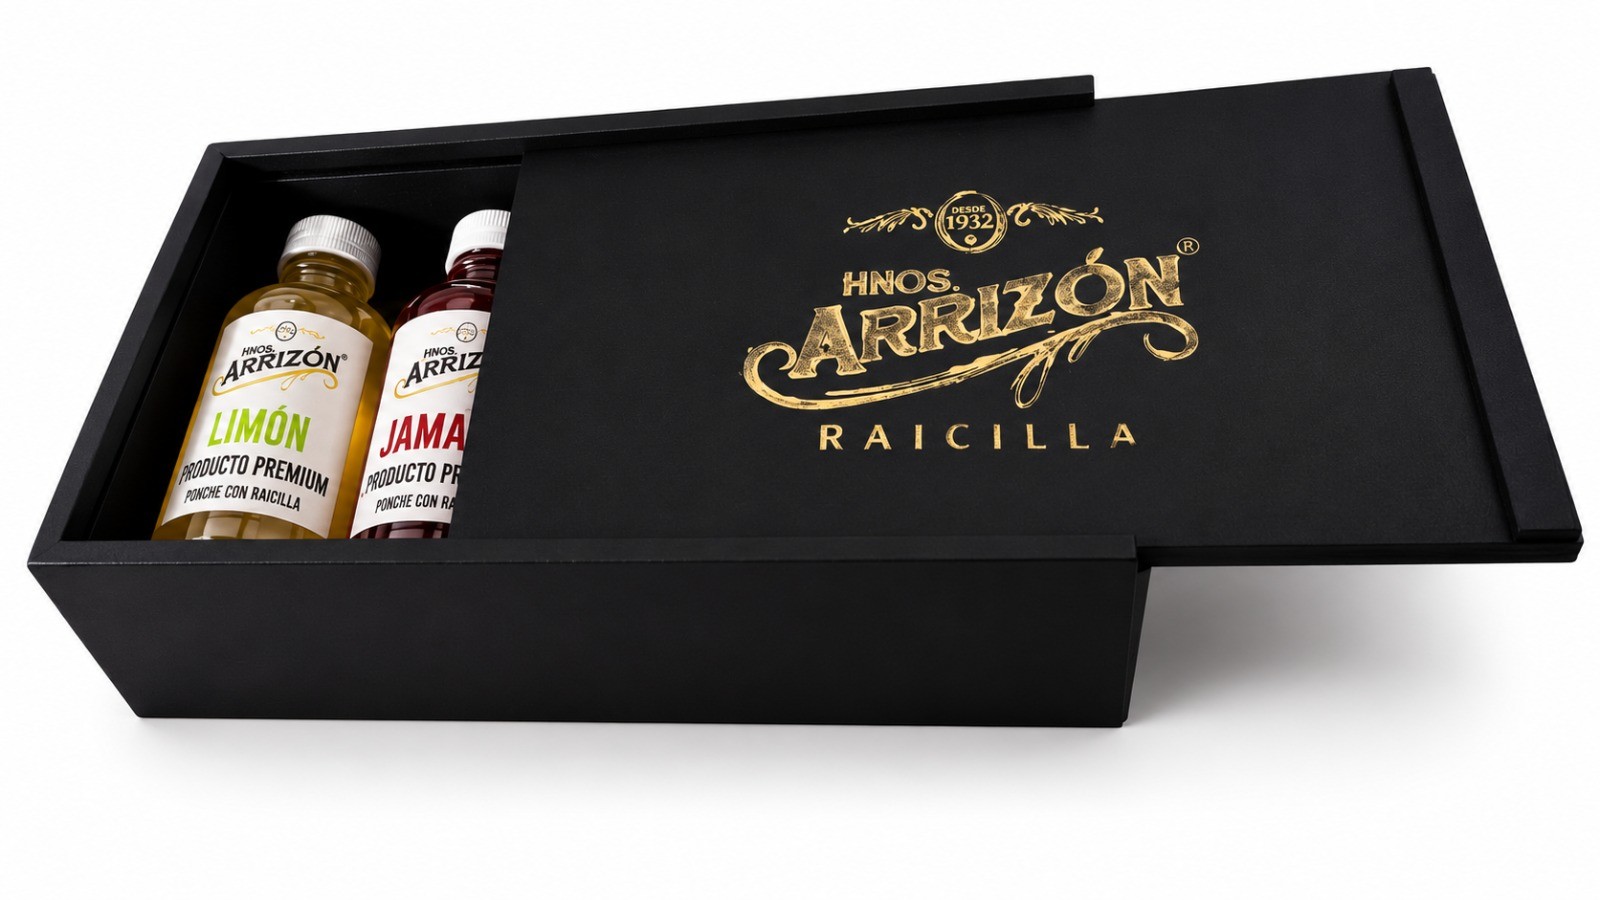 DESDE
1932
HNOS.
ARRIZÓN®
RAICILLA
HNOS.
ARRIZÓN®
LIMÓN
PRODUCTO PREMIUM
PONCHE CON RAICILLA
HNOS.
ARRIZ
JAMA
PRODUCTO PR
PONCHE CON RA